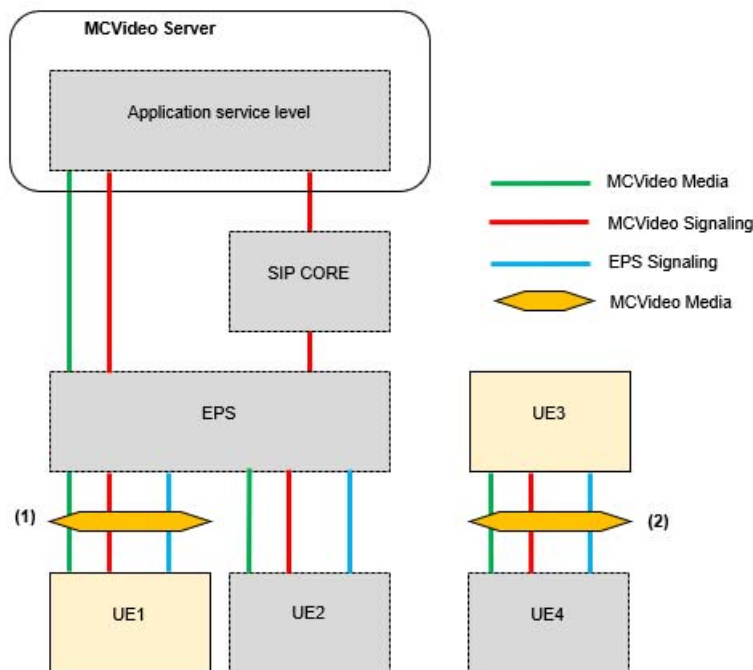 MCVideo Server
Application service level
MCVideo Media
MCVideo Signaling
SIP CORE
EPS Signaling
MCVideo Media
EPS
UE3
(1)
(2)
UE1
UE2
UE4